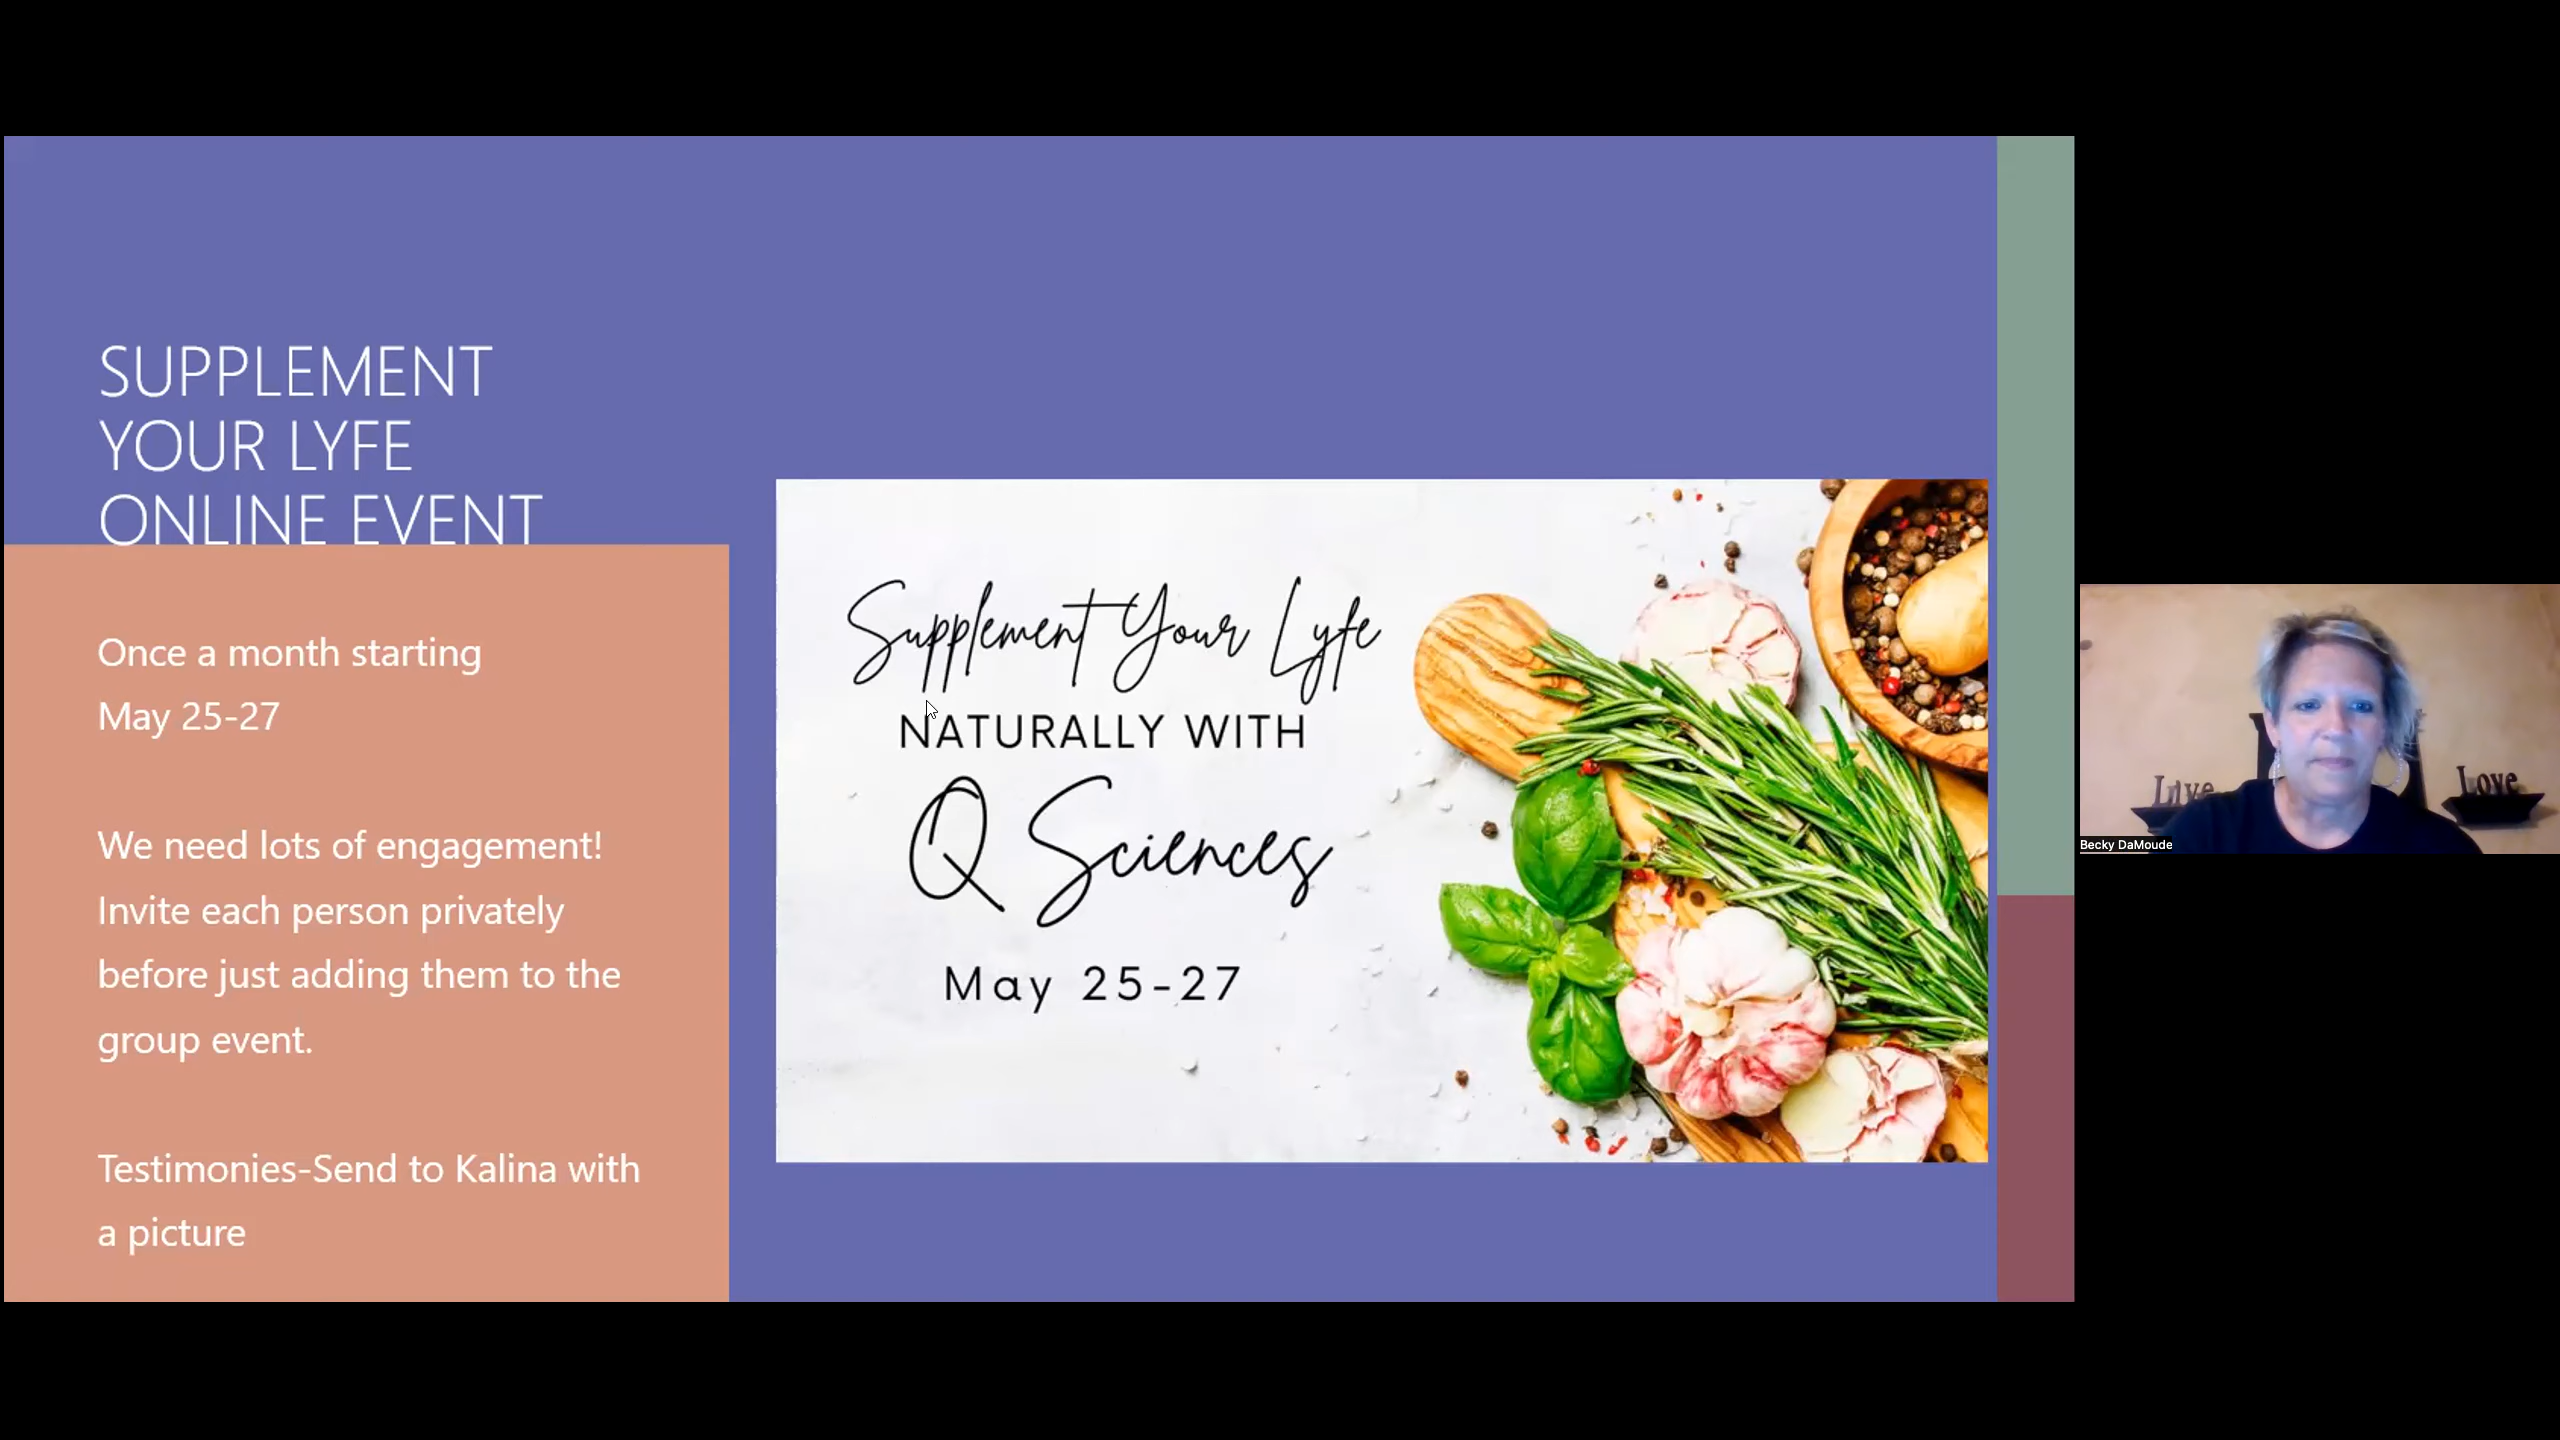 SUPPLEMENT
YOUR LYFE
ONLINE EVENT
Once a month starting
May 25-27
We need lots of engagement!
Invite each person privately
before just adding them to the
group event.
Testimonies-Send to Kalina with
a picture
Supplement Your Lyfe
NATURALLY WITH
Q Sciences
May 25-27
Live
Love
Becky DaMoude